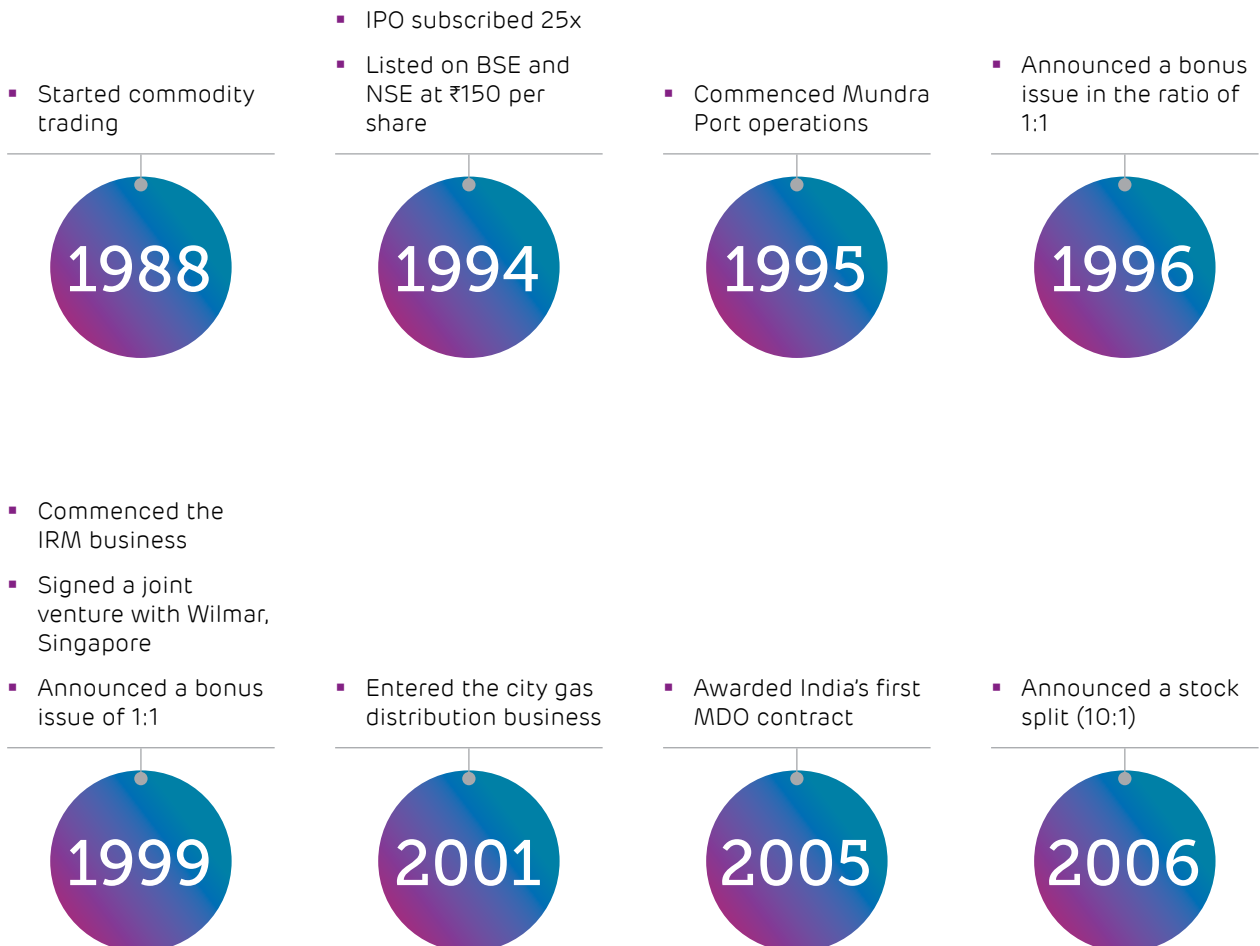 ▪ Started commodity
trading
1988
▪ IPO subscribed 25x
▪ Listed on BSE and
NSE at ₹150 per
share
1994
▪ Commenced Mundra
Port operations
1995
▪ Announced a bonus
issue in the ratio of
1:1
1996
▪ Commenced the
IRM business
▪ Signed a joint
venture with Wilmar,
Singapore
▪ Announced a bonus
issue of 1:1
1999
▪ Entered the city gas
distribution business
2001
▪ Awarded India's first
MDO contract
2005
▪ Announced a stock
split (10:1)
2006